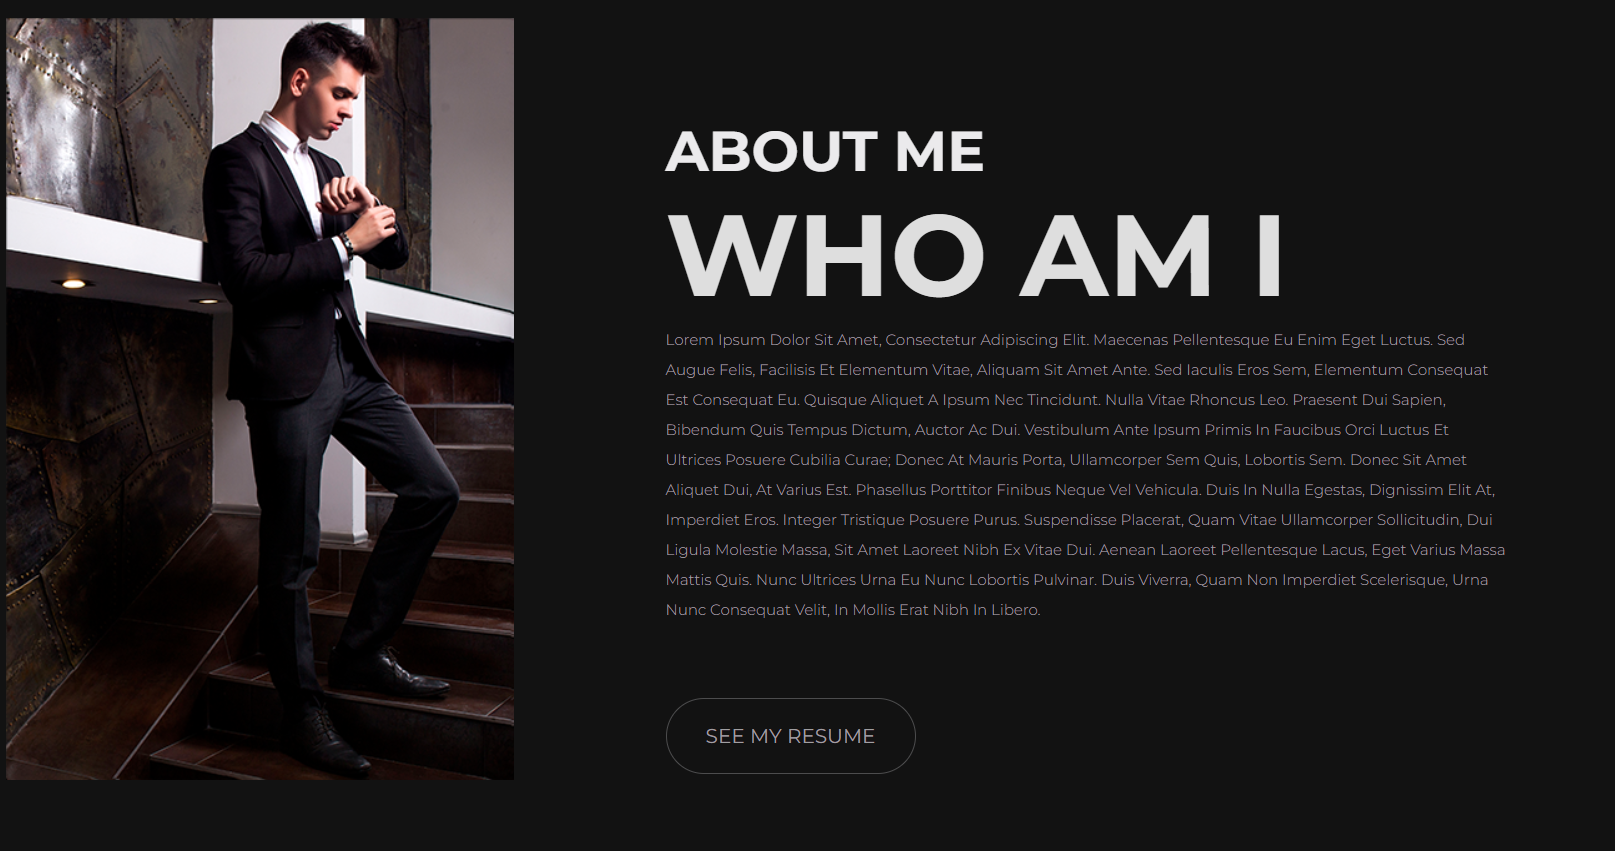 ABOUT ME
WHO AM I
Lorem Ipsum Dolor Sit Amet, Consectetur Adipiscing Elit. Maecenas Pellentesque Eu Enim Eget Luctus. Sed
Augue Felis, Facilisis Et Elementum Vitae, Aliquam Sit Amet Ante. Sed Iaculis Eros Sem, Elementum Consequat
Est Consequat Eu. Quisque Aliquet A Ipsum Nec Tincidunt. Nulla Vitae Rhoncus Leo. Praesent Dui Sapien,
Bibendum Quis Tempus Dictum, Auctor Ac Dui. Vestibulum Ante Ipsum Primis In Faucibus Orci Luctus Et
Ultrices Posuere Cubilia Curae; Donec At Mauris Porta, Ullamcorper Sem Quis, Lobortis Sem. Donec Sit Amet
Aliquet Dui, At Varius Est. Phasellus Porttitor Finibus Neque Vel Vehicula. Duis In Nulla Egestas, Dignissim Elit At,
Imperdiet Eros. Integer Tristique Posuere Purus. Suspendisse Placerat, Quam Vitae Ullamcorper Sollicitudin, Dui
Ligula Molestie Massa, Sit Amet Laoreet Nibh Ex Vitae Dui. Aenean Laoreet Pellentesque Lacus, Eget Varius Massa
Mattis Quis. Nunc Ultrices Urna Eu Nunc Lobortis Pulvinar. Duis Viverra, Quam Non Imperdiet Scelerisque, Urna
Nunc Consequat Velit, In Mollis Erat Nibh In Libero.
SEE MY RESUME